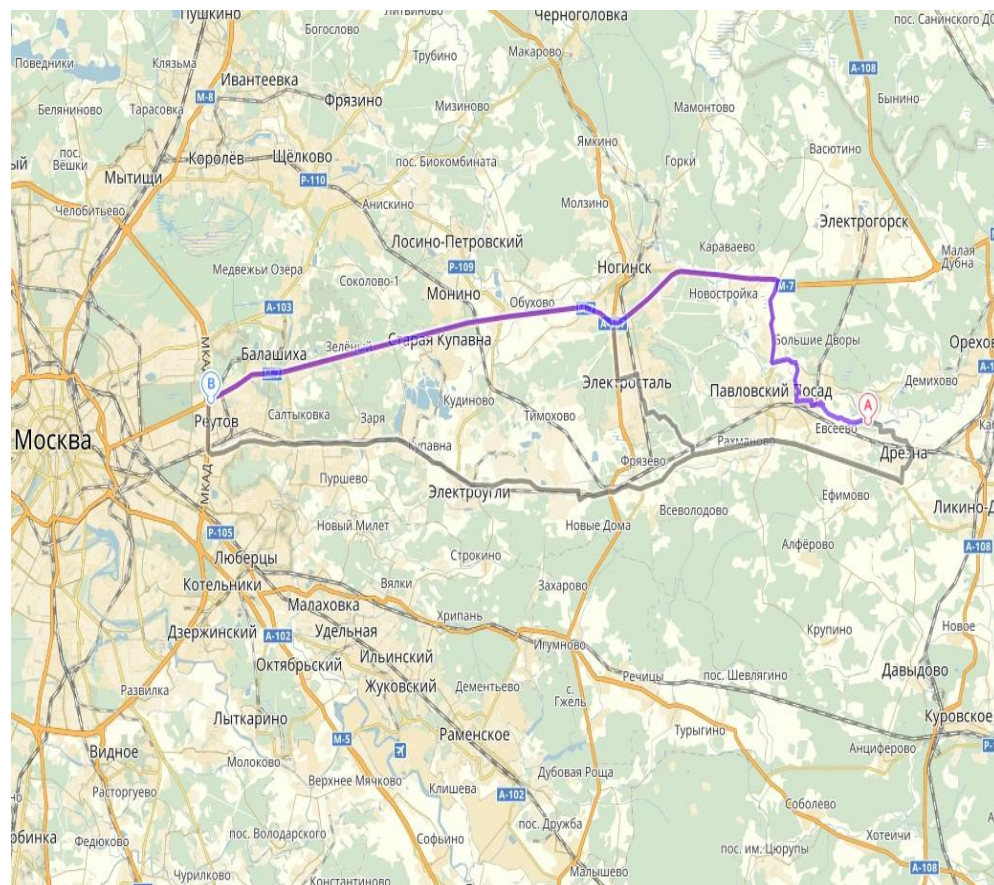 Пушкино
Литвиново
Черноголовка
пос. Санинского ДО
Богослово
Поведники
Клязьма
Трубино
Макарово
А-108
Ивантеевка
М-8
Фрязино
Мизиново
Беляниново
Тарасовка
Бынино
Мамонтово
Ямкино
Васютино
пос.
Вёшки
Королёв
Щёлково
пос. Биокомбината
Горки
Мытищи
Р-110
Анискино
Молзино
Челобитьево
Электрогорск
Лосино-Петровский
Караваево
Малая
Дубна
Медвежьи Озёра
Соколово-1
Р-109
Ногинск
Монино
Обухово
Новостройка
М-7
А-103
Старая Купавна
Зелёный
Большие Дворы
МКАД
Балашиха
Орехово
Электросталь
Демихово
Павловский Посад
B
Кудиново
A
Реутов
Салтыковка
Заря
Тимохово
Евсеево
Москва
Купавна
Рахманово
Дрезна
Фрязево
МКАД
Пуршево
Электроугли
Ефимово
Всеволодово
Ликино-Д
Новый Милет
Новые Дома
Р-105
Алфёрово
А-108
Люберцы
Строкино
Котельники
Вялки
Захарово
Малаховка
Хрипань
Дзержинский
А-102
Удельная
Крупино
Новое
Игумново
Октябрьский
Ильинский
Речицы
пос. Шевлягино
Давыдово
Развилка
Жуковский
Дементьево
с.
Гжель
Лыткарино
Куровское
Видное
М-5
Раменское
Турыгино
Анциферово
Молоково
Верхнее Мячково
Дубовая Роща
Расторгуево
Клишева
А-102
Соболево
Федюково
пос. Володарского
Софьино
пос. Дружба
Хотеичи
пос. им. Цюрупы
Чурилково
Константиново
Малышево
А-108